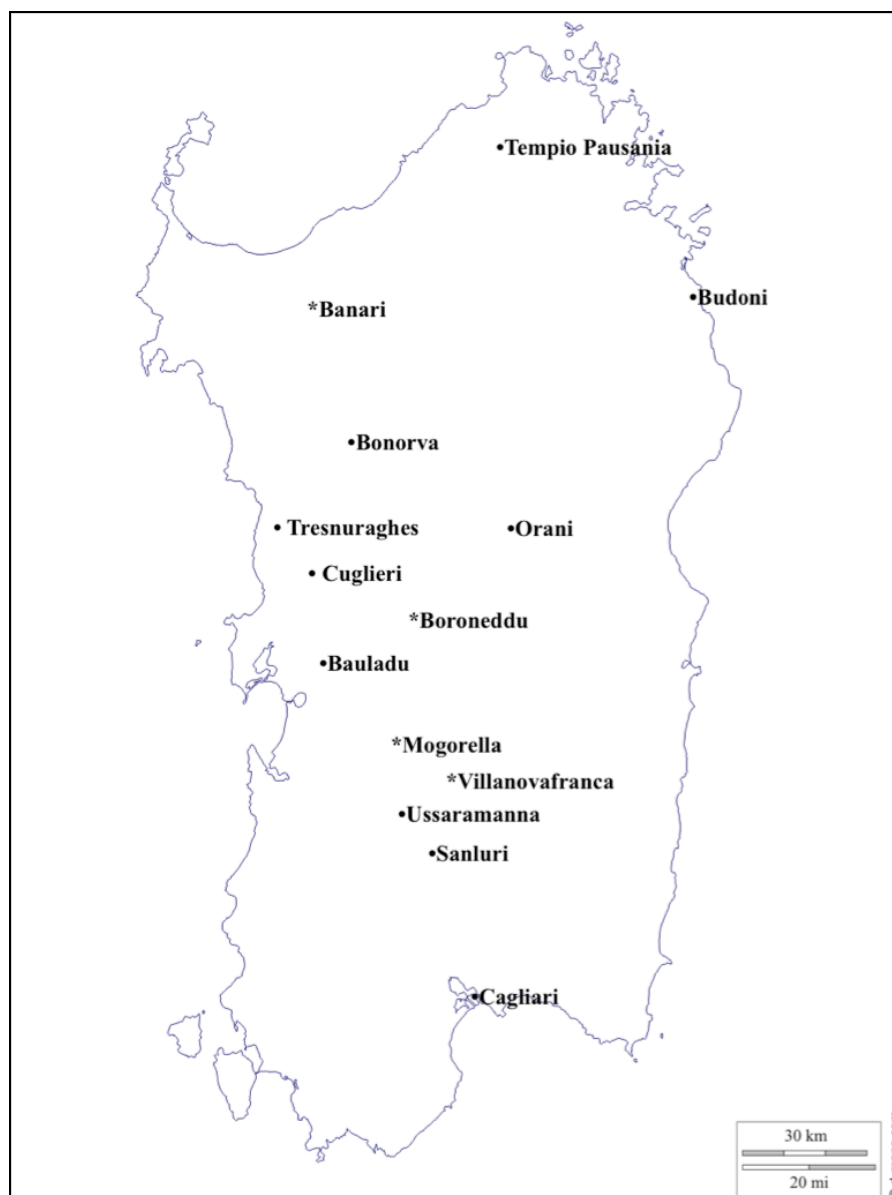 •Tempio Pausania
•Budoni
*Banari
•Bonorva
• Tresnuraghes
•Orani
• Cuglieri
*Boroneddu
•Bauladu
*Mogorella
*Villanovafranca
•Ussaramanna
•Sanluri
•Cagliari
30 km
20 mi